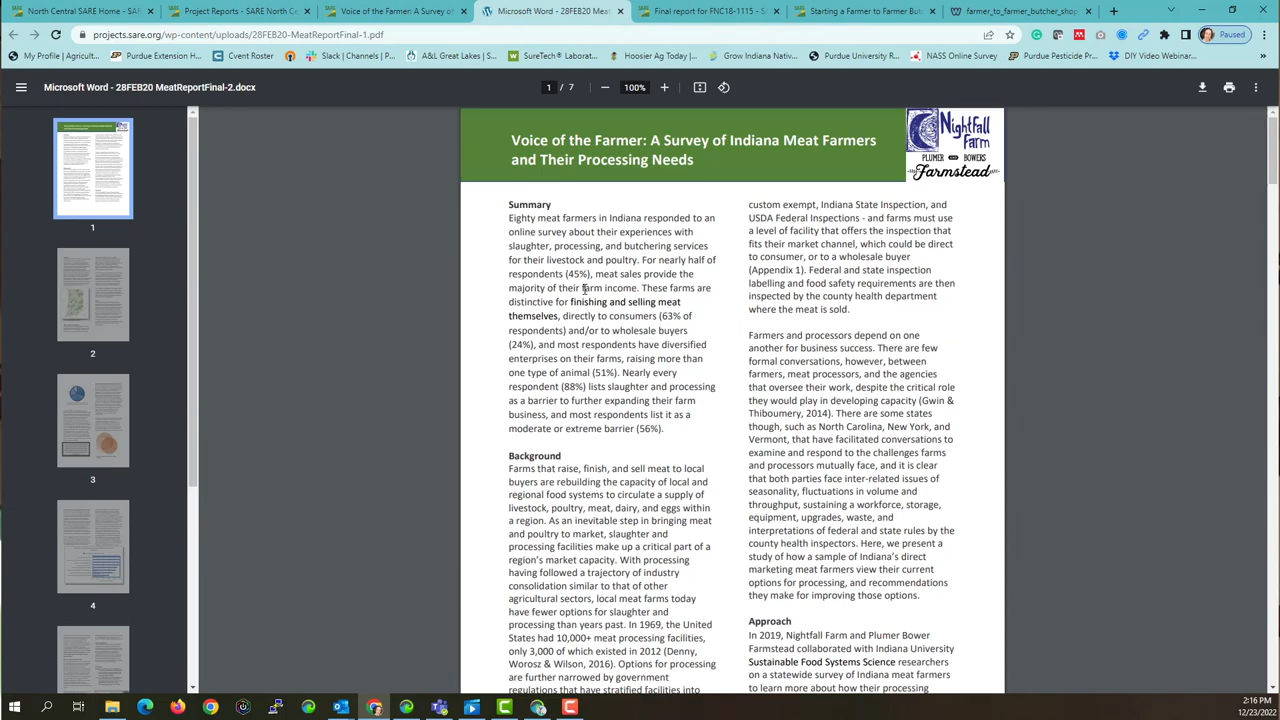 North Central SARE Home - SAR
Project Reports - SARE North Ce
Voice of the Farmer: A Survey of
Microsoft Word - 28FEB20 Meat
Final report for FNC18-1115 - S
Starting a Farmer to Farmer Butc
farmer_to_farmer_butcher_shop
projects.sare.org/wp-content/uploads/28FEB20-MeatReportFinal-1.pdf
Paused
My Profile | Agricult...
Purdue Extension H...
Canvas
Slack | Channels | P...
A&L Great Lakes | S...
SureTech | Laborat...
Hoosier Ag Today |...
Grow Indiana Nativ...
Purdue University R...
NASS Online Survey
Purdue Pesticide Pr...
DIY Video Webinar...
Microsoft Word - 28FEB20 MeatReportFinal-2.docx
1 / 7
100%
Voice of the Farmer: A Survey of Indiana Meat Farmers
and Their Processing Needs
Nightfall
Farm
PLUMER BOWERS
Farmstead
Summary
Eighty meat farmers in Indiana responded to an
online survey about their experiences with
slaughter, processing, and butchering services
for their livestock and poultry. For nearly half of
respondents (45%), meat sales provide the
majority of their farm income. These farms are
distinctive for finishing and selling meat
themselves, directly to consumers (63% of
respondents) and/or to wholesale buyers
(24%), and most respondents have diversified
enterprises on their farms, raising more than
one type of animal (51%). Nearly every
respondent (88%) lists slaughter and processing
as a barrier to further expanding their farm
business, and most respondents list it as a
moderate or extreme barrier (56%).
Background
Farms that raise, finish, and sell meat to local
buyers are rebuilding the capacity of local and
regional food systems to circulate a supply of
livestock, poultry, meat, dairy, and eggs within
a region. As an inevitable step in bringing meat
and poultry to market, slaughter and
processing facilities make up a critical part of a
region's market capacity. With processing
having followed a trajectory of industry
consolidation similar to that of other
agricultural sectors, local meat farms today
have fewer options for slaughter and
processing than years past. In 1969, the United
States had 10,000+ meat processing facilities,
only 3,000 of which existed in 2012 (Denny,
Worosz & Wilson, 2016). Options for processing
are further narrowed by government
regulations that have stratified facilities into
custom exempt, Indiana State Inspection, and
USDA Federal Inspections - and farms must use
a level of facility that offers the inspection that
fits their market channel, which could be direct
to consumer, or to a wholesale buyer
(Appendix 1). Federal and state inspection
labelling and food safety requirements are then
inspected by the county health department
where the meat is sold.
Farmers and processors depend on one
another for business success. There are few
formal conversations, however, between
farmers, meat processors, and the agencies
that oversee their work, despite the critical role
they would play in developing capacity (Gwin &
Thiboumery, 2014). There are some states
though, such as North Carolina, New York, and
Vermont, that have facilitated conversations to
examine and respond to the challenges farms
and processors mutually face, and it is clear
that both parties face inter-related issues of
seasonality, fluctuations in volume and
throughput, sustaining a workforce, storage,
equipment, upgrades, waste, and
interpretations of federal and state rules by the
county health inspectors. Here, we present a
study of how a sample of Indiana's direct
marketing meat farmers view their current
options for processing, and recommendations
they make for improving those options.
Approach
In 2019, Nightfall Farm and Plumer Bower
Farmstead collaborated with Indiana University
Sustainable Food Systems Science researchers
on a statewide survey of Indiana meat farmers
to learn more about how their processing
1
2
3
4
2:16 PM
12/23/2022